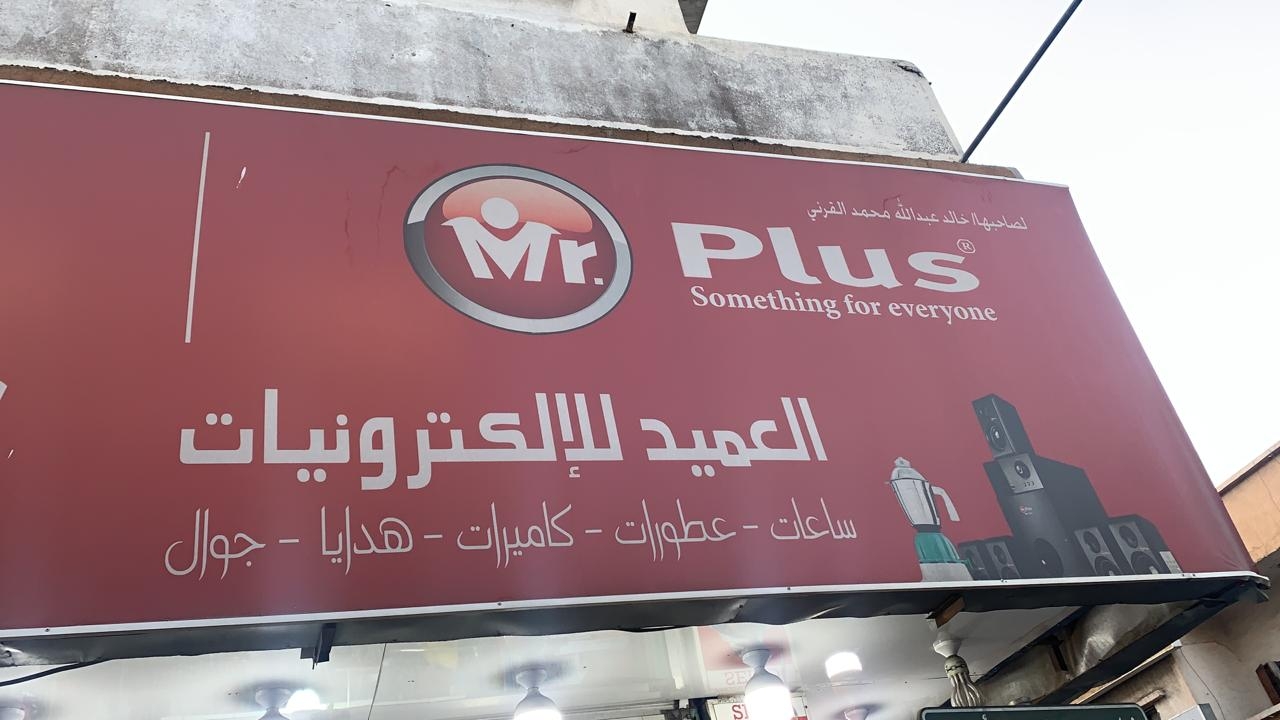 لصاحبها/ خالد عبدالله محمد القرني
Mr. Plus®
Something for everyone
العميد للإلكترونيات
ساعات - عطورات - كاميرات - هدايا - جوال